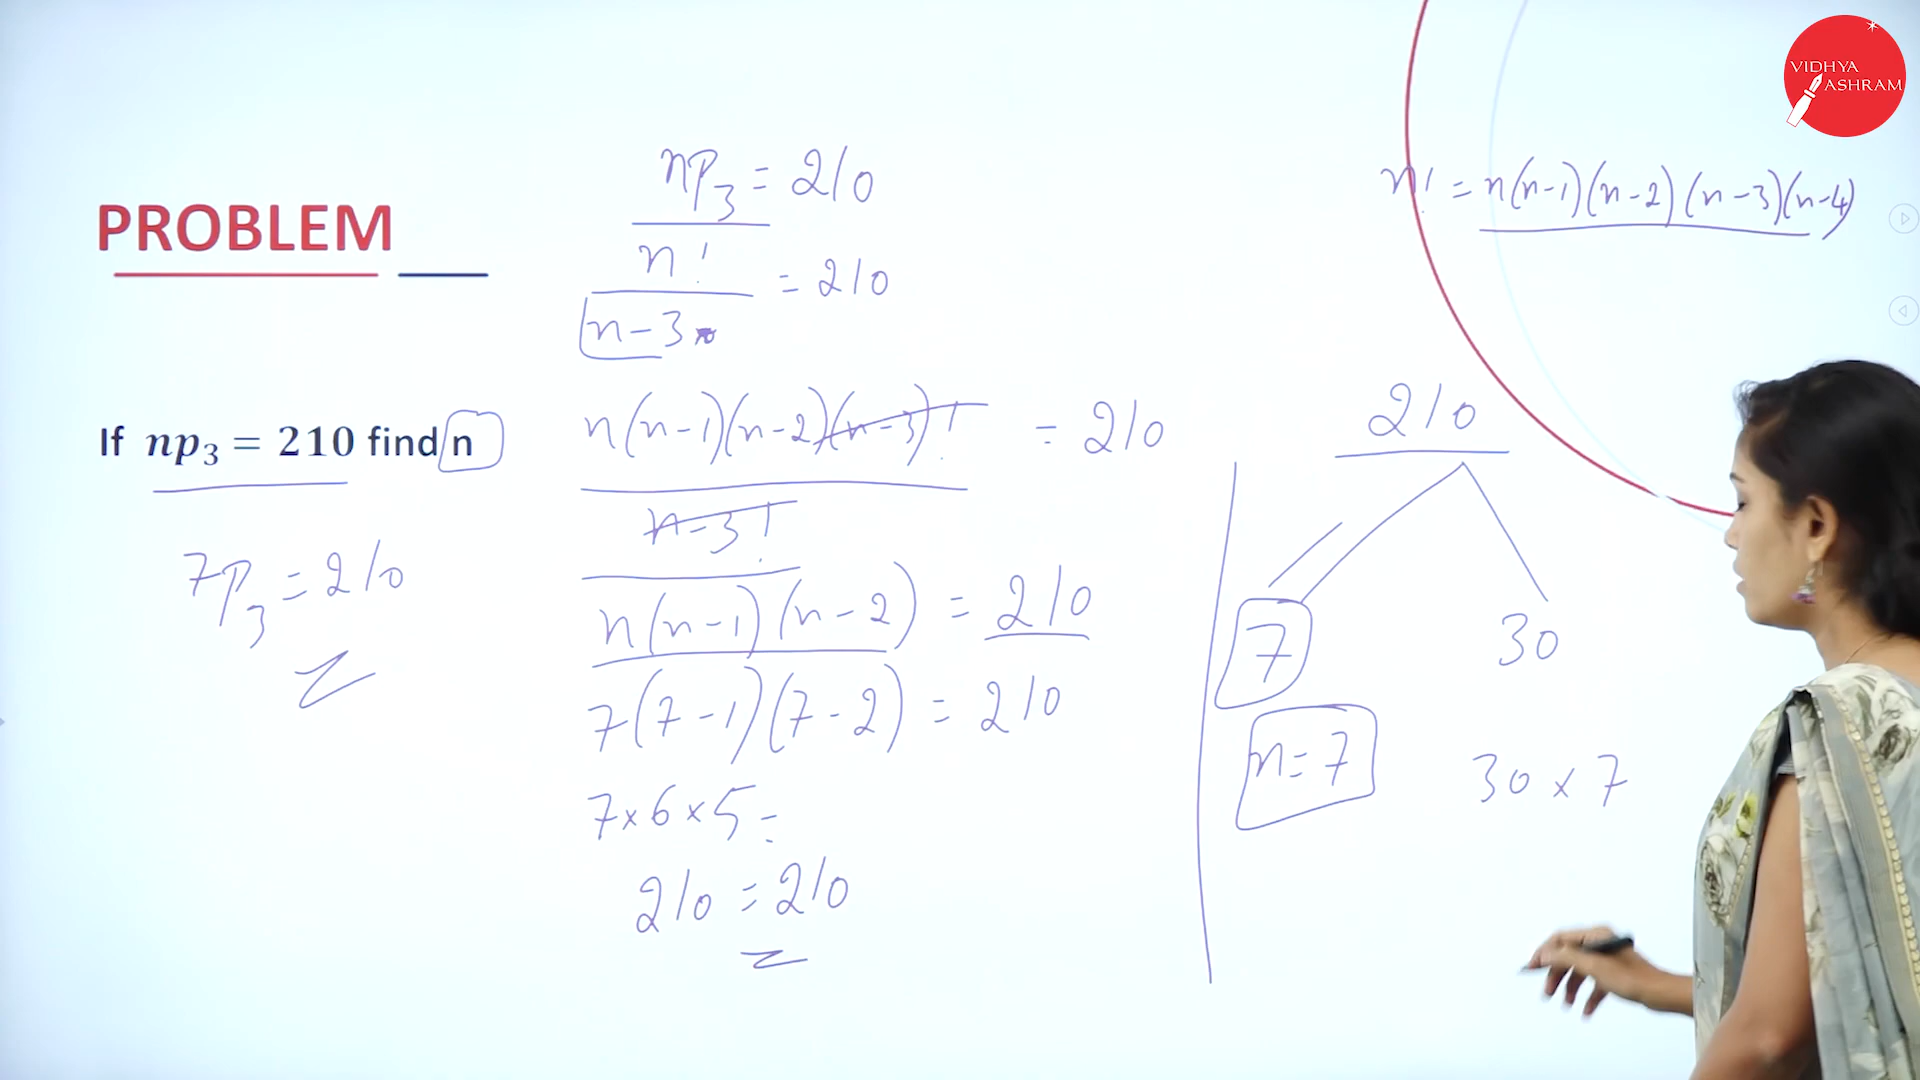 VIDHYA
ASHRAM
PROBLEM
If np₃ = 210 find n
7P₃ = 210
nP₃ = 210
n! / n-3 = 210
n(n-1)(n-2)(n-3)! = 210
n-3!
n(n-1)(n-2) = 210
7(7-1)(7-2) = 210
7×6×5 =
210 = 210
n! = n(n-1)(n-2)(n-3)(n-4)
210
7 30
n=7 30×7